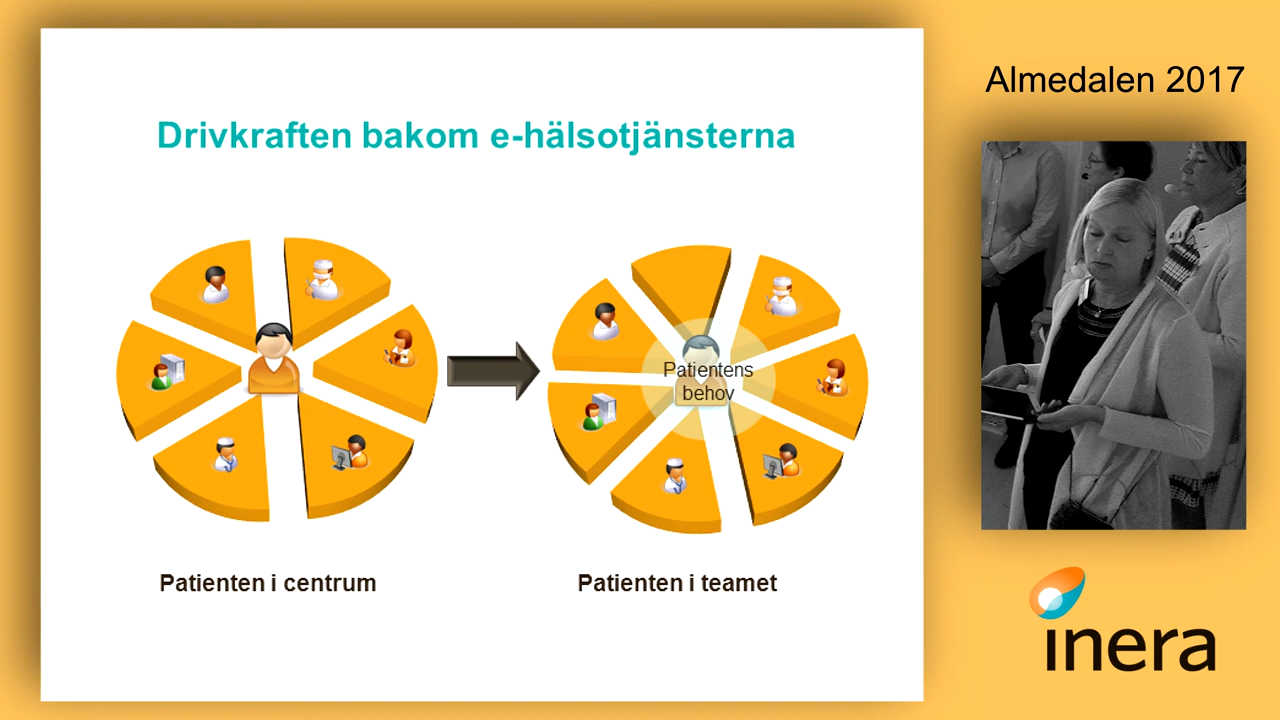 Drivkraften bakom e-hälsotjänsterna
Patientens
behov
Patienten i centrum
Patienten i teamet
Almedalen 2017
inera